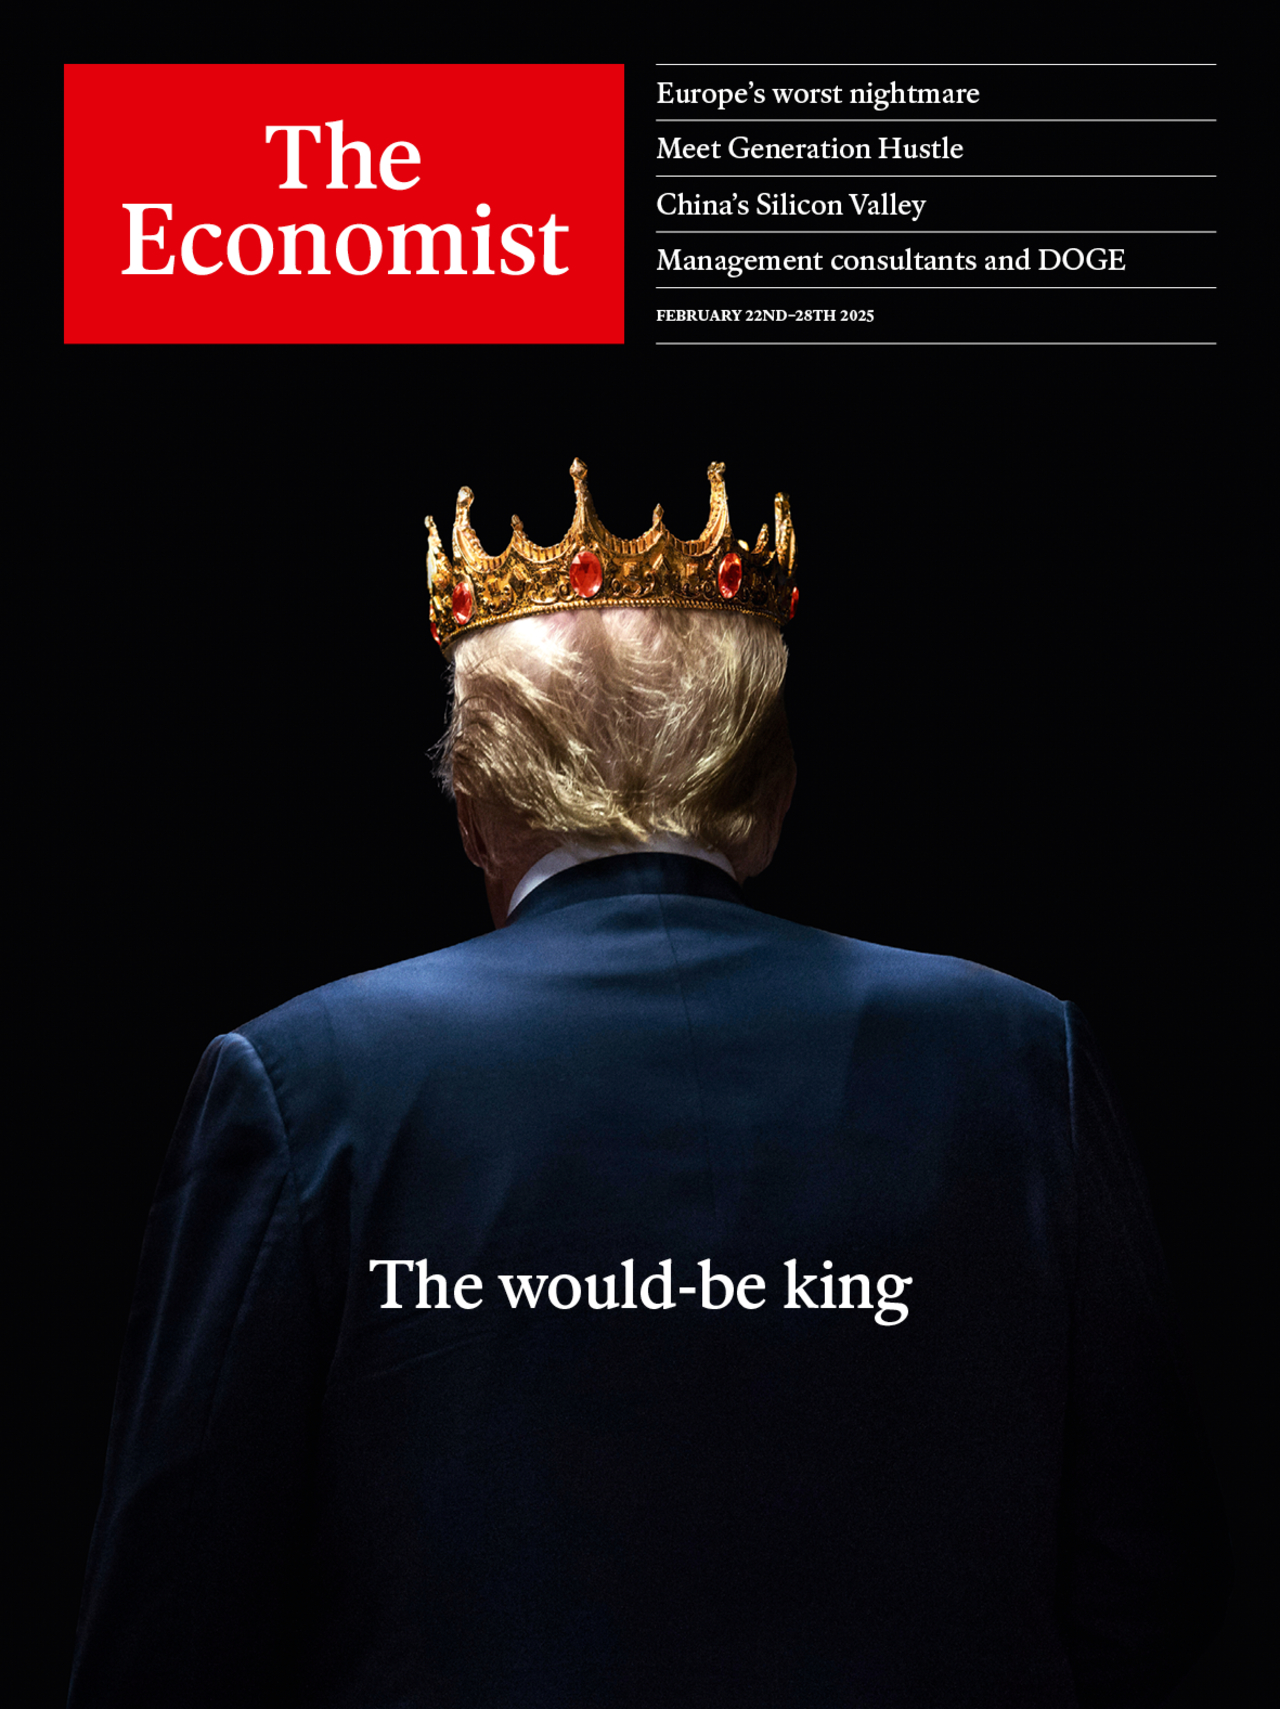 The
Economist
Europe’s worst nightmare
Meet Generation Hustle
China’s Silicon Valley
Management consultants and DOGE
FEBRUARY 22ND–28TH 2025
The would-be king